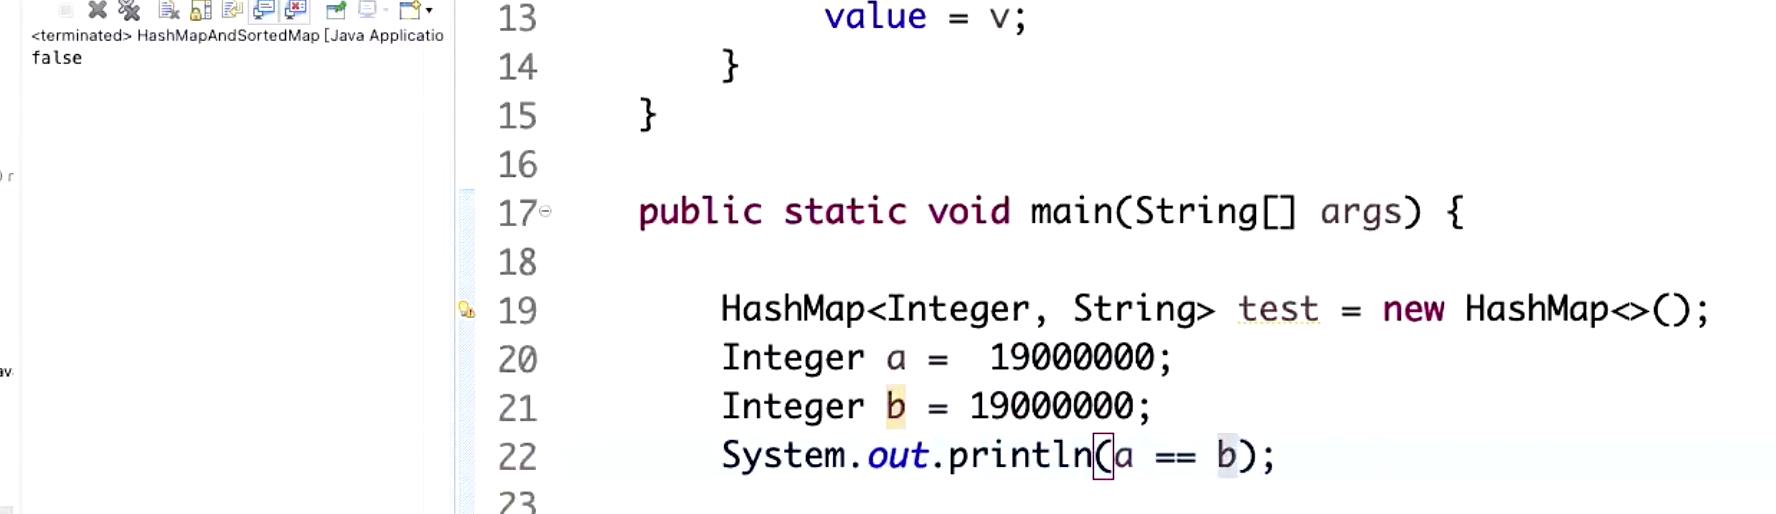 <terminated> HashMapAndSortedMap [Java Applicatio
false
13 value = v;
14 }
15 }
16
17 public static void main(String[] args) {
18
19 HashMap<Integer, String> test = new HashMap<>();
20 Integer a =  19000000;
21 Integer b = 19000000;
22 System.out.println(a == b);
23